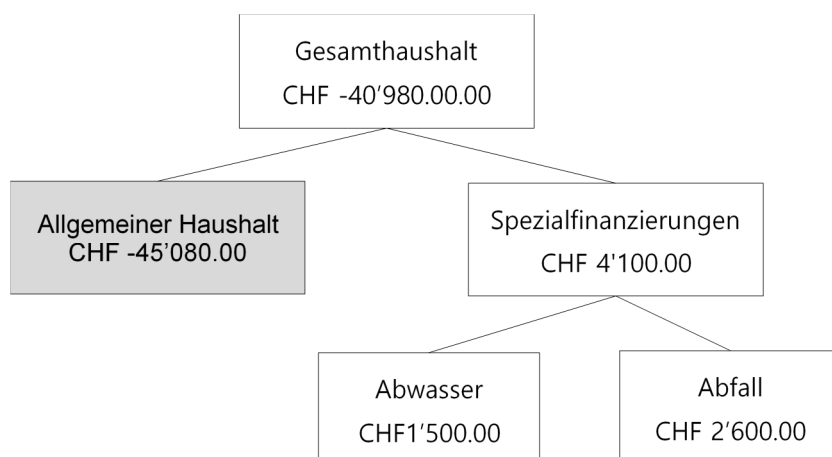 Gesamthaushalt
CHF -40’980.00.00
Allgemeiner Haushalt
CHF -45’080.00
Spezialfinanzierungen
CHF 4'100.00
Abwasser
CHF1’500.00
Abfall
CHF 2’600.00